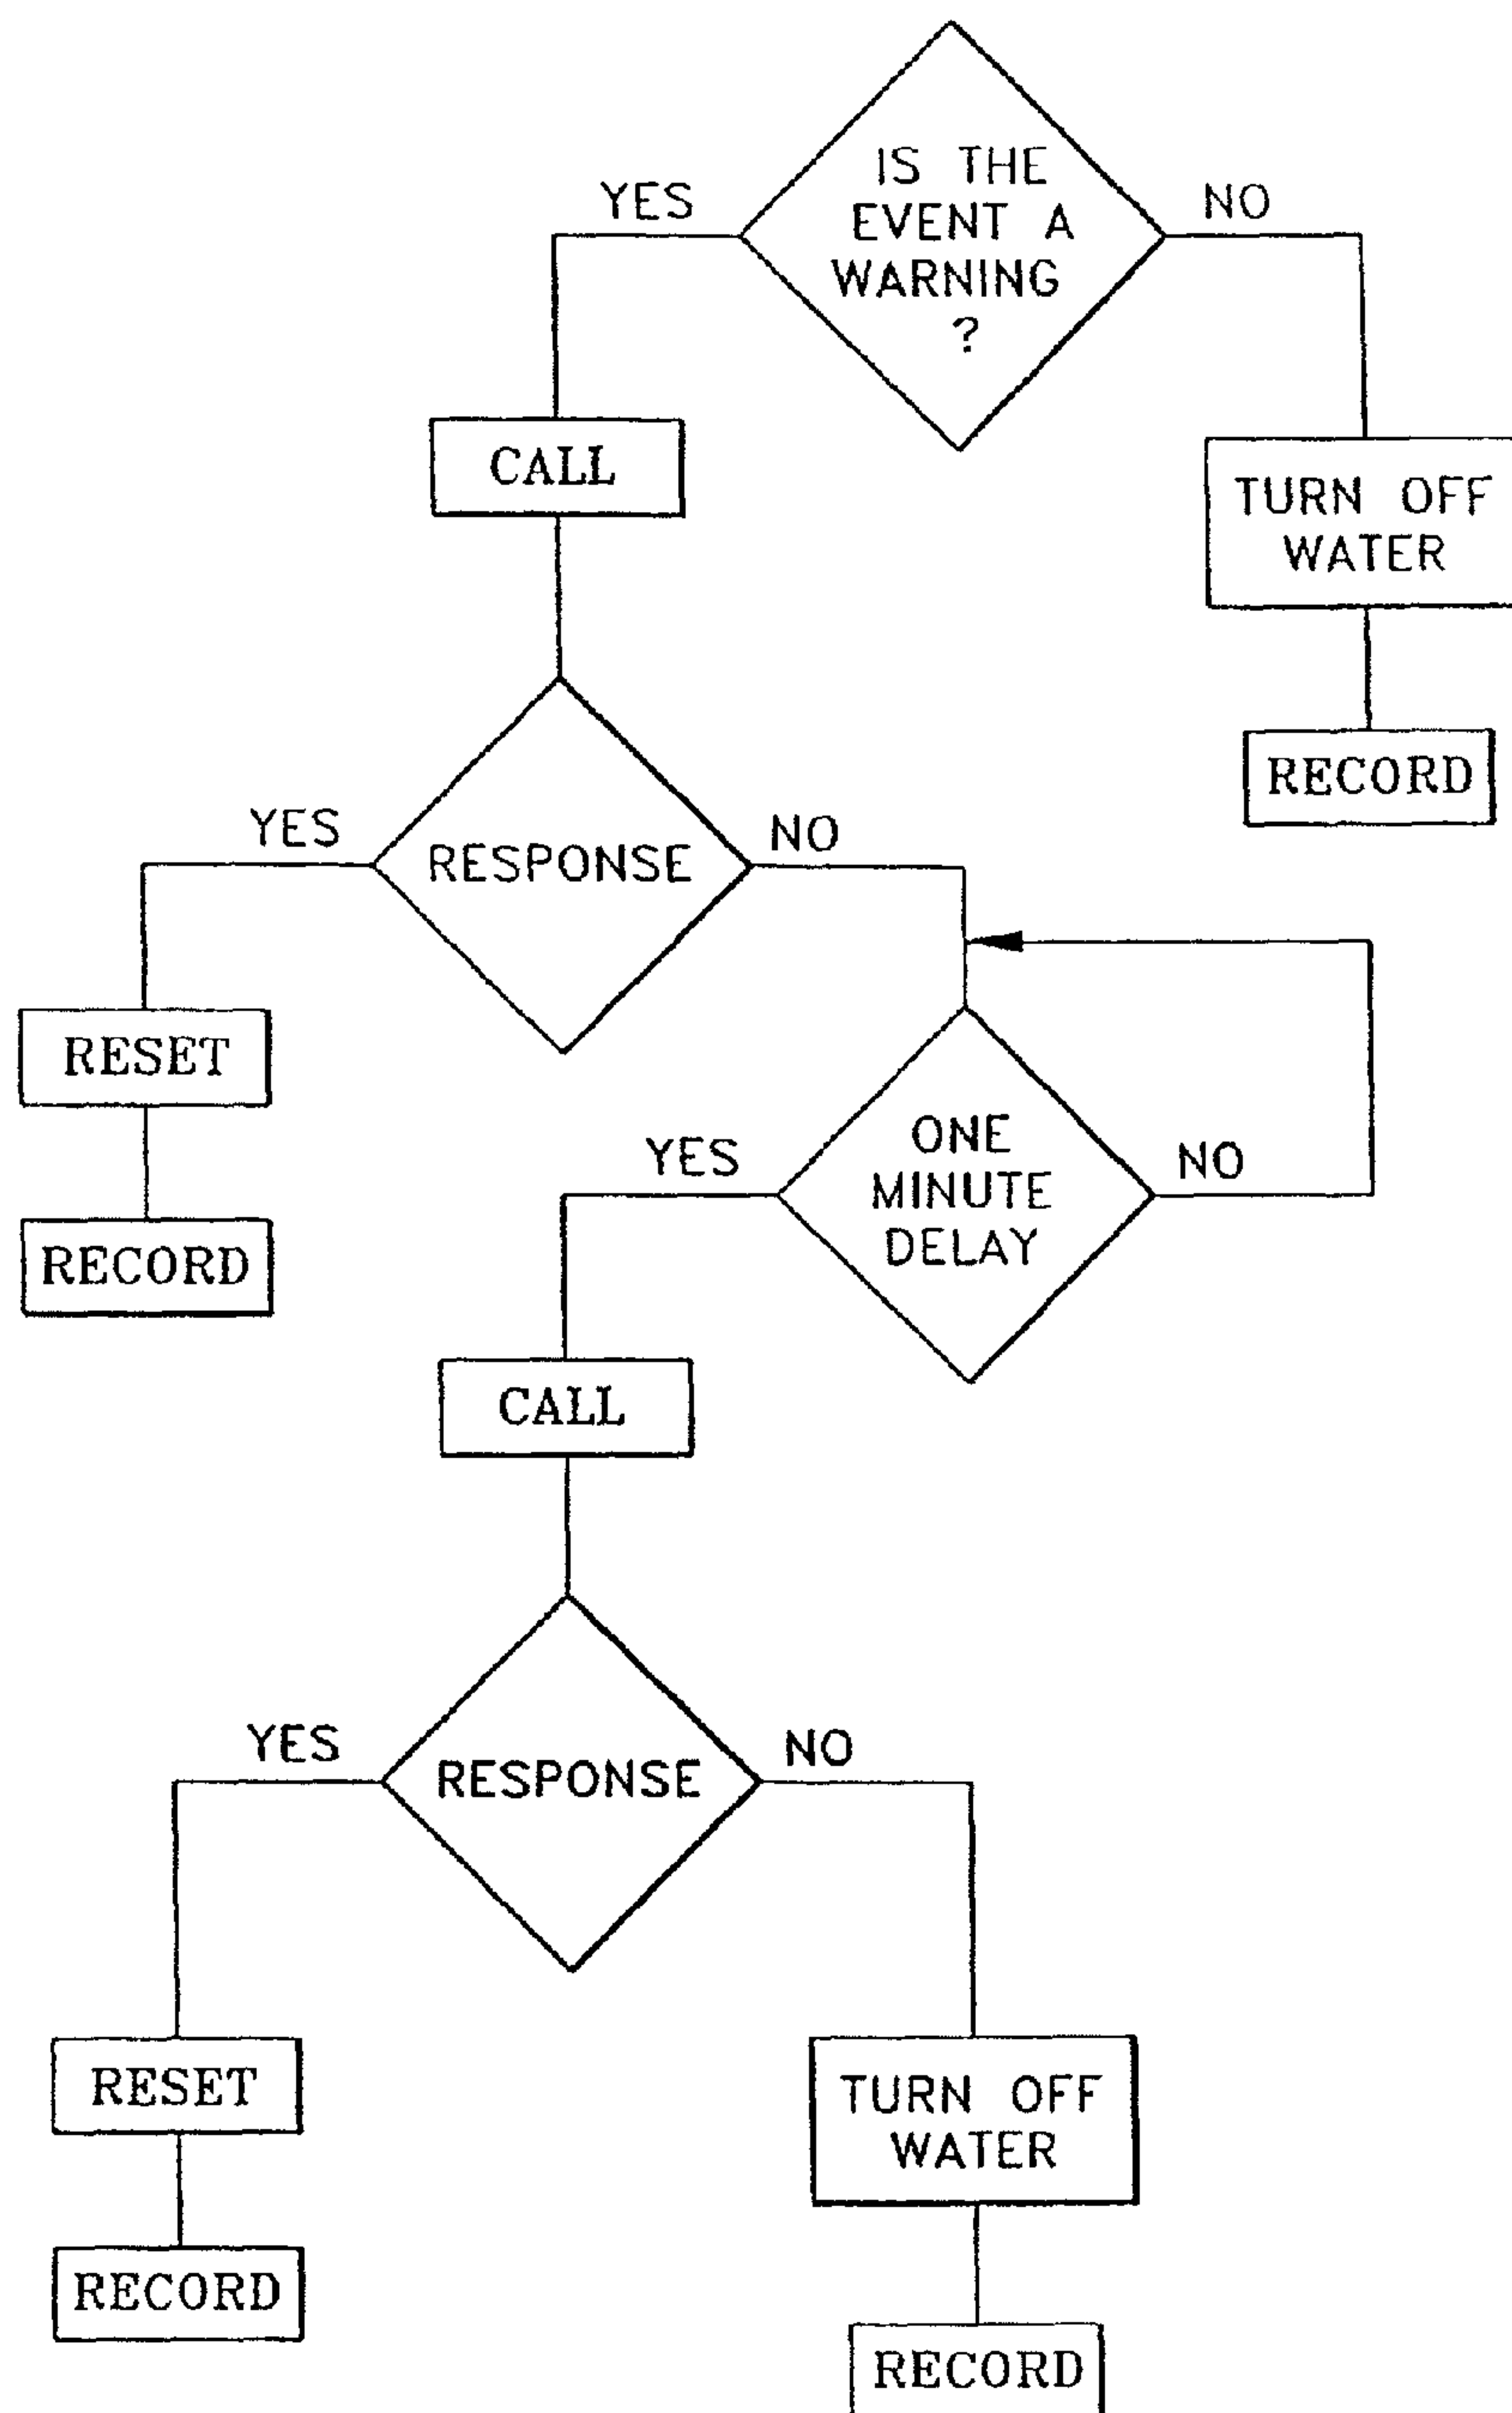 IS THE
EVENT A
WARNING
?
YES
NO
CALL
TURN OFF
WATER
RECORD
YES
RESPONSE
NO
RESET
RECORD
ONE
MINUTE
DELAY
YES
NO
CALL
YES
RESPONSE
NO
RESET
RECORD
TURN OFF
WATER
RECORD